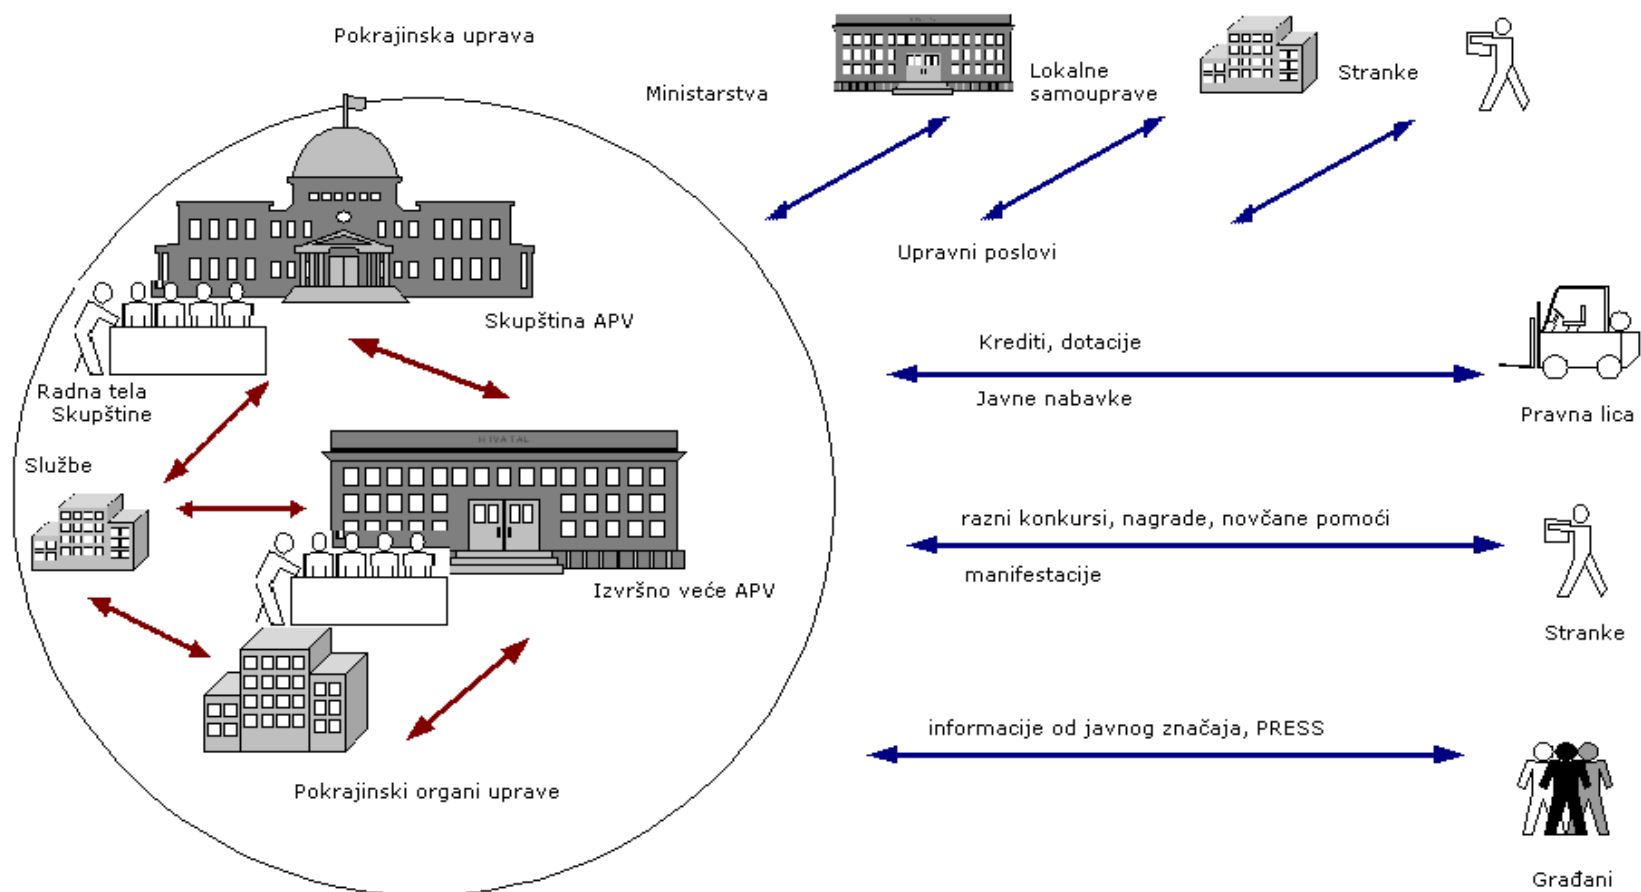 Pokrajinska uprava
Ministarstva
Lokalne
samouprave
Stranke
Upravni poslovi
Skupština APV
Krediti, dotacije
Javne nabavke
Pravna lica
Radna tela
Skupštine
HIVATAL
Službe
razni konkursi, nagrade, novčane pomoći
manifestacije
Izvršno veće APV
Stranke
informacije od javnog značaja, PRESS
Pokrajinski organi uprave
Građani